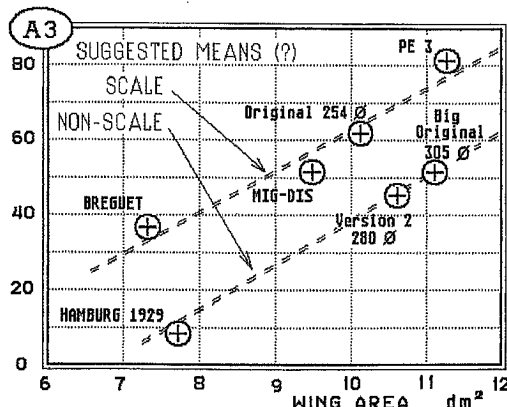 A3
SUGGESTED MEANS (?)
SCALE
NON-SCALE
PE 3
Original 254 Ø
Big
Original
305 Ø
MIG-DIS
BREGUET
Version 2
280 Ø
HAMBURG 1929
80
60
40
20
0
6 7 8 9 10 11 12
WING AREA dm²